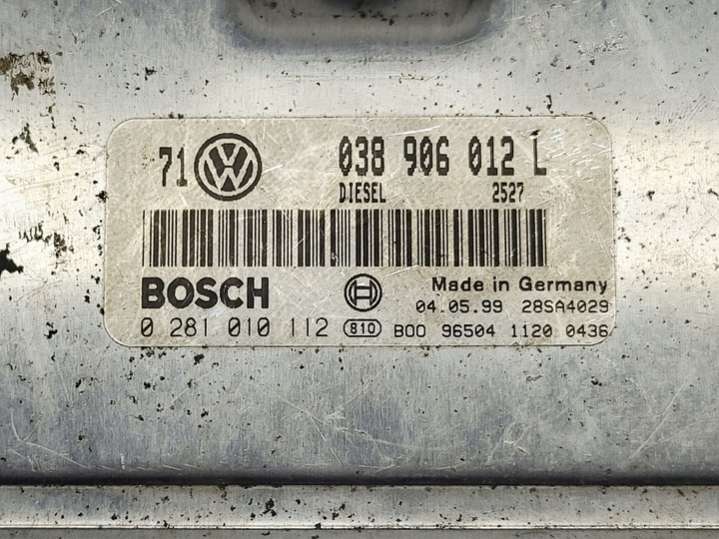 71 VW 038 906 012 L
DIESEL 2527
BOSCH Made in Germany
04.05.99 28SA4029
0 281 010 112 810 B00 96504 1120 0436